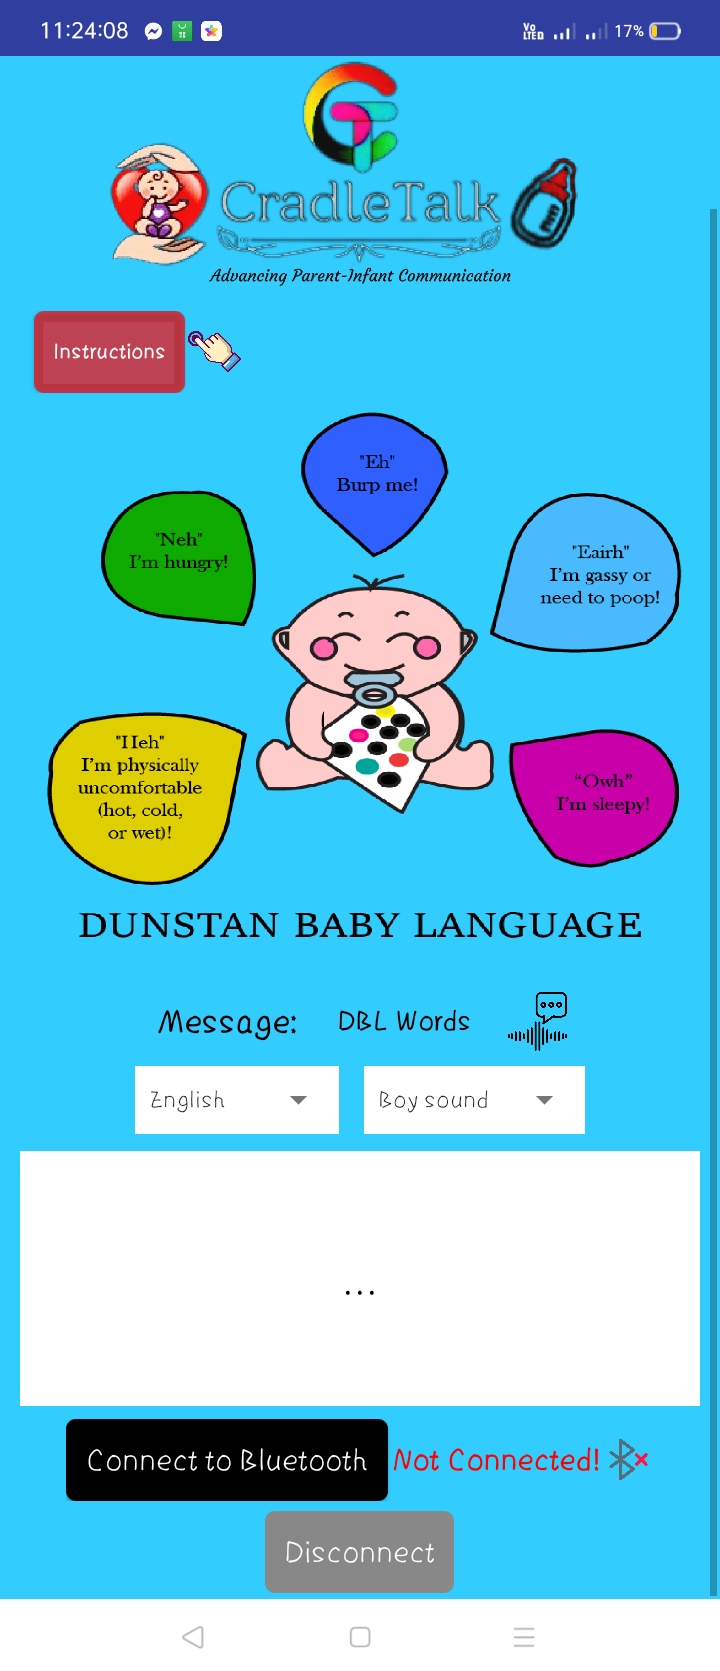 11:24:08
Vo LTED 17%
CradleTalk
Advancing Parent-Infant Communication
Instructions
"Eh"
Burp me!
"Neh"
I'm hungry!
"Eairh"
I'm gassy or
need to poop!
"Heh"
I'm physically
uncomfortable
(hot, cold,
or wet)!
“Owh”
I'm sleepy!
DUNSTAN BABY LANGUAGE
Message: DBL Words
English Boy sound
...
Connect to Bluetooth Not Connected!
Disconnect